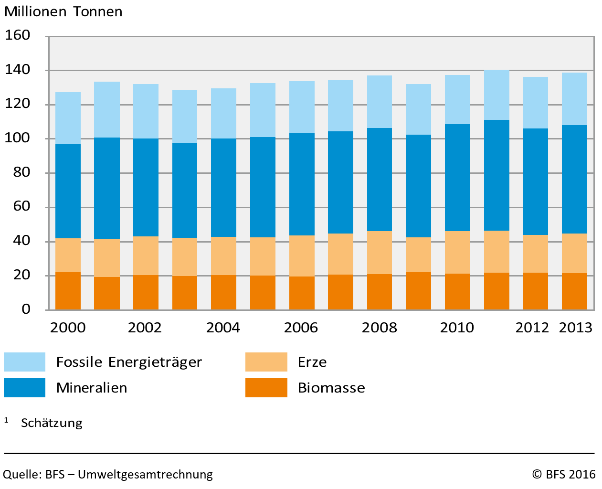 Millionen Tonnen
160
140
120
100
80
60
40
20
0
2000 2002 2004 2006 2008 2010 2012 2013
Fossile Energieträger Erze
Mineralien Biomasse
1 Schätzung
Quelle: BFS – Umweltgesamtrechnung © BFS 2016